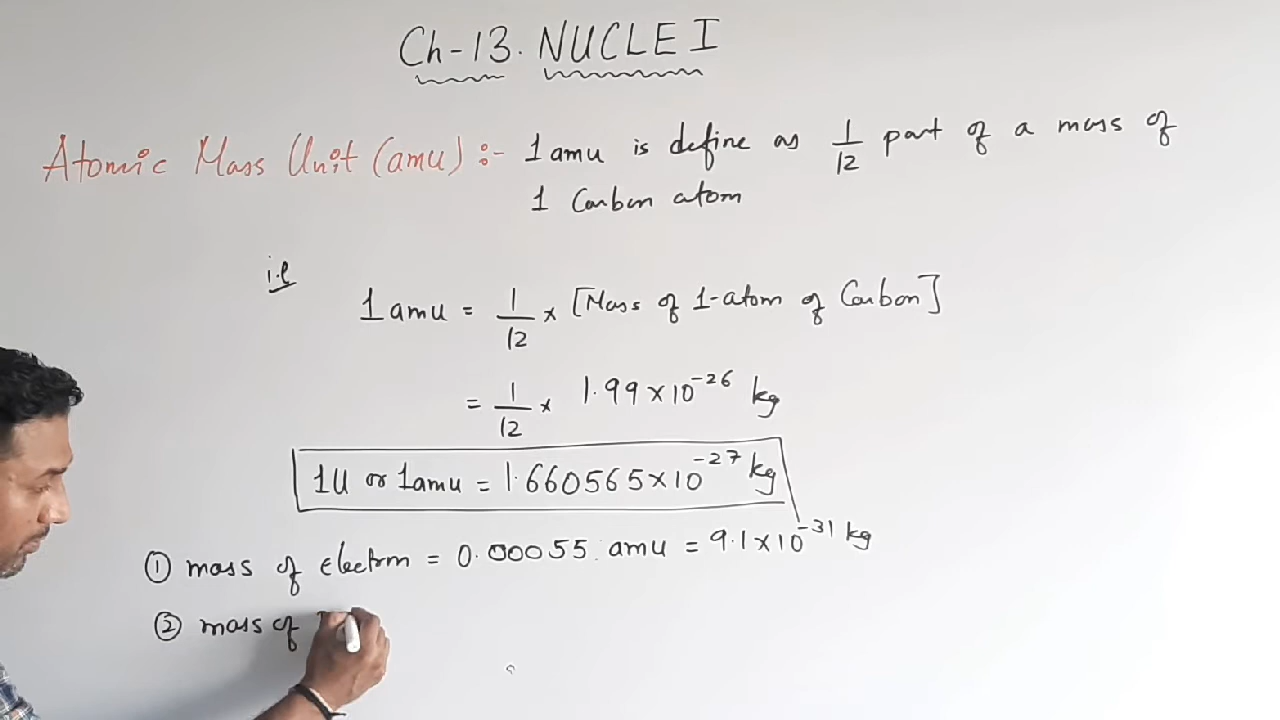 Ch-13. NUCLEI
Atomic Mass Unit (amu) :- 1 amu is define as 1/12 part of a mass of
1 Carbon atom
i.e
1 amu = 1/12 × [Mass of 1-atom of Carbon]
= 1/12 × 1.99×10⁻²⁶ kg
1U or 1amu = 1.660565×10⁻²⁷ kg
① mass of electron = 0.00055 amu = 9.1×10⁻³¹ kg
② mass of